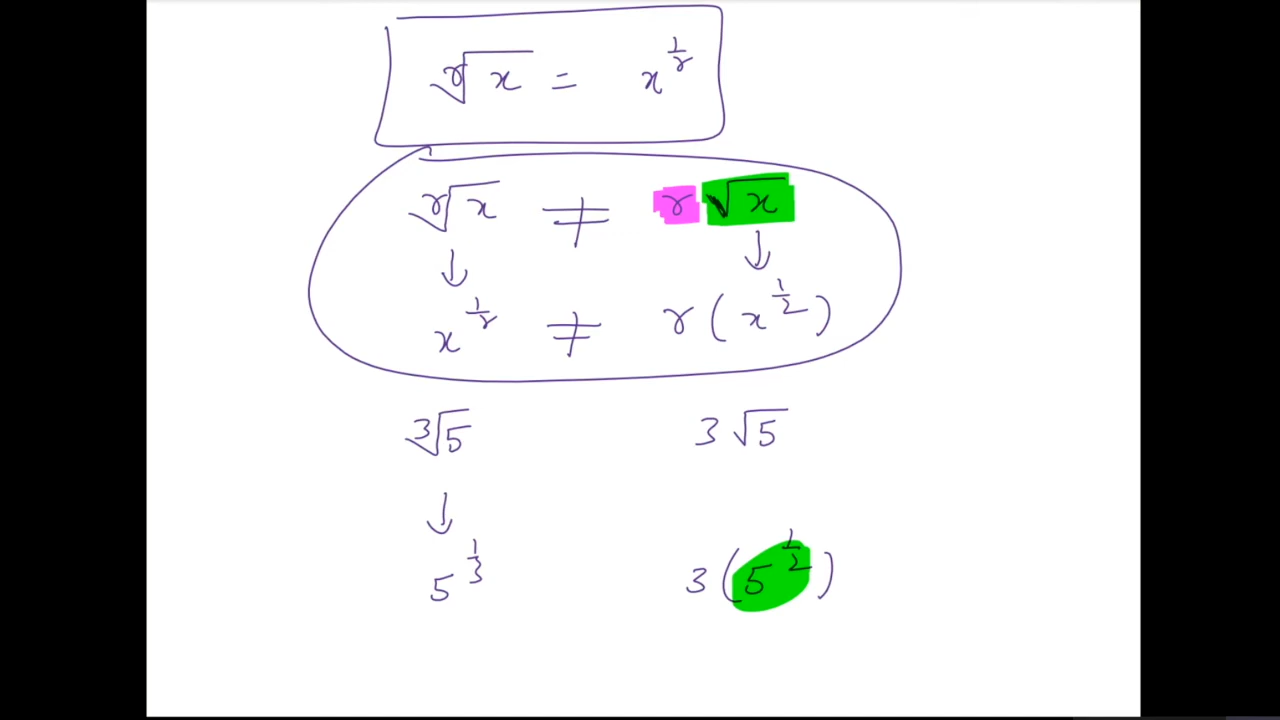 ʳ√x = x^(1/r)
ʳ√x ≠ r √x
↓ ↓
x^(1/r) ≠ r ( x^(1/2) )
³√5 3 √5
↓
5^(1/3) 3 ( 5^(1/2) )